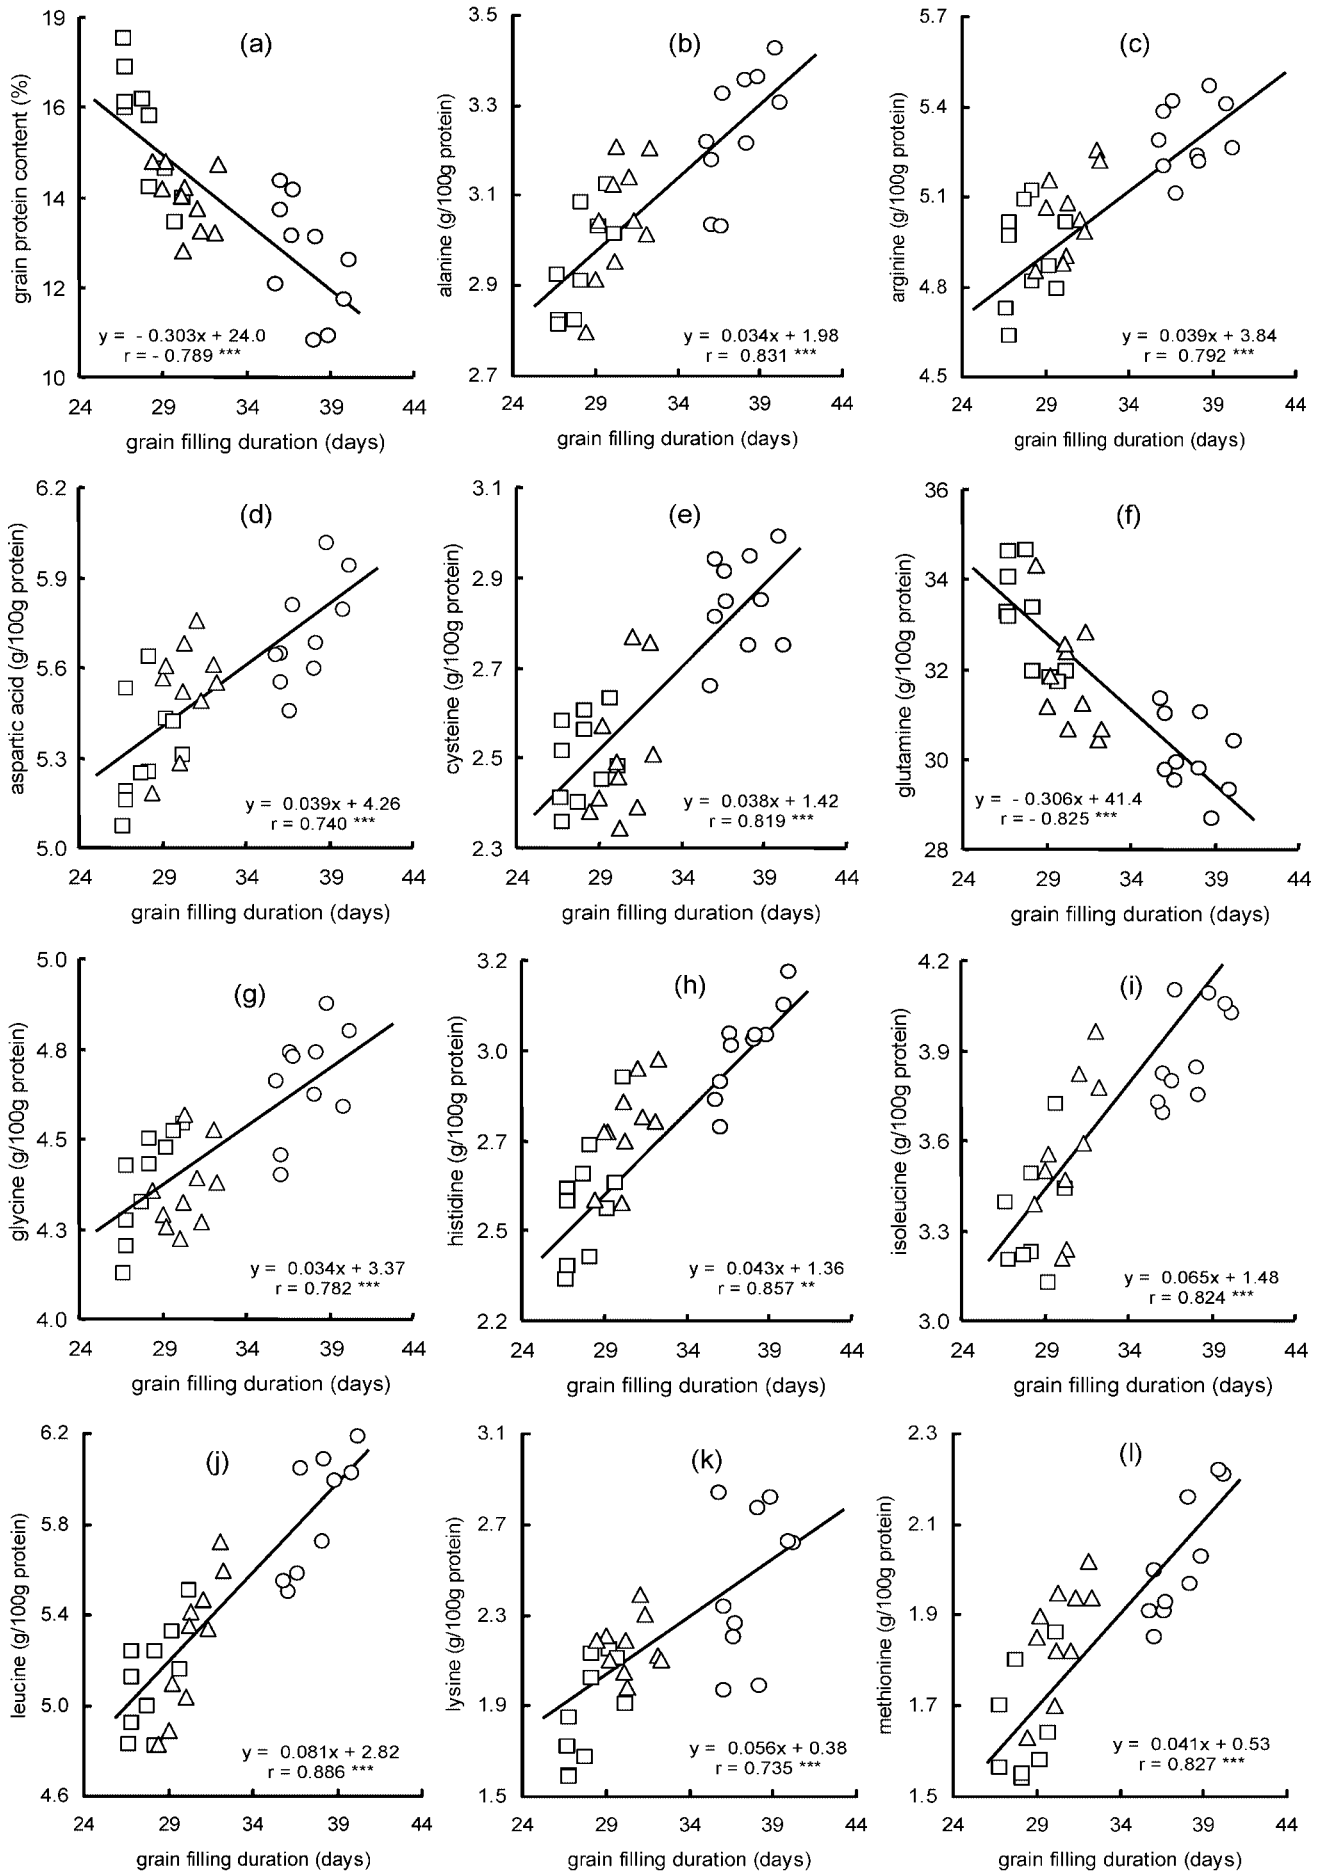 (a)
grain protein content (%)
19
16
14
12
10
y = - 0.303x + 24.0
r = - 0.789 ***
24 29 34 39 44
grain filling duration (days)
(b)
alanine (g/100g protein)
3.5
3.3
3.1
2.9
2.7
y = 0.034x + 1.98
r = 0.831 ***
24 29 34 39 44
grain filling duration (days)
(c)
arginine (g/100g protein)
5.7
5.4
5.1
4.8
4.5
y = 0.039x + 3.84
r = 0.792 ***
24 29 34 39 44
grain filling duration (days)
(d)
aspartic acid (g/100g protein)
6.2
5.9
5.6
5.3
5.0
y = 0.039x + 4.26
r = 0.740 ***
24 29 34 39 44
grain filling duration (days)
(e)
cysteine (g/100g protein)
3.1
2.9
2.7
2.5
2.3
y = 0.038x + 1.42
r = 0.819 ***
24 29 34 39 44
grain filling duration (days)
(f)
glutamine (g/100g protein)
36
34
32
30
28
y = - 0.306x + 41.4
r = - 0.825 ***
24 29 34 39 44
grain filling duration (days)
(g)
glycine (g/100g protein)
5.0
4.8
4.5
4.3
4.0
y = 0.034x + 3.37
r = 0.782 ***
24 29 34 39 44
grain filling duration (days)
(h)
histidine (g/100g protein)
3.2
3.0
2.7
2.5
2.2
y = 0.043x + 1.36
r = 0.857 **
24 29 34 39 44
grain filling duration (days)
(i)
isoleucine (g/100g protein)
4.2
3.9
3.6
3.3
3.0
y = 0.065x + 1.48
r = 0.824 ***
24 29 34 39 44
grain filling duration (days)
(j)
leucine (g/100g protein)
6.2
5.8
5.4
5.0
4.6
y = 0.081x + 2.82
r = 0.886 ***
24 29 34 39 44
grain filling duration (days)
(k)
lysine (g/100g protein)
3.1
2.7
2.3
1.9
1.5
y = 0.056x + 0.38
r = 0.735 ***
24 29 34 39 44
grain filling duration (days)
(l)
methionine (g/100g protein)
2.3
2.1
1.9
1.7
1.5
y = 0.041x + 0.53
r = 0.827 ***
24 29 34 39 44
grain filling duration (days)